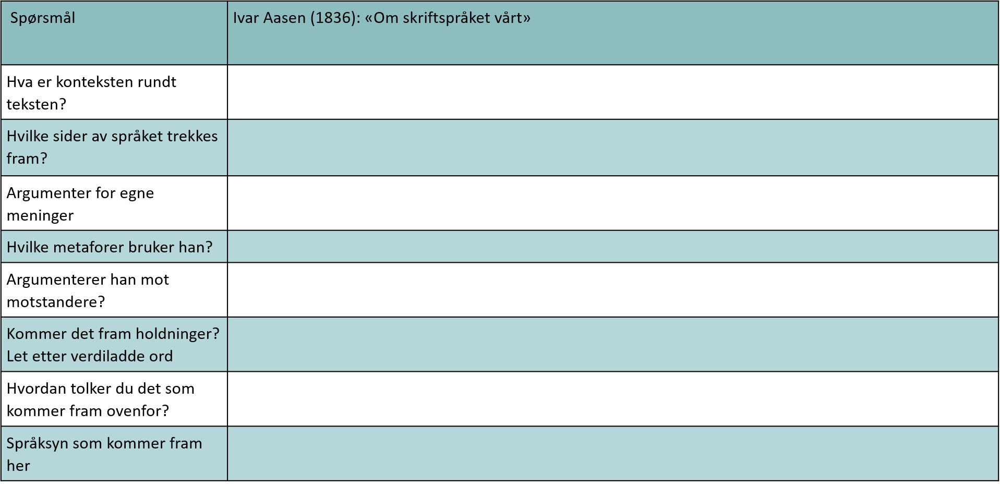 Spørsmål
Ivar Aasen (1836): «Om skriftspråket vårt»
Hva er konteksten rundt
teksten?
Hvilke sider av språket trekkes
fram?
Argumenter for egne
meninger
Hvilke metaforer bruker han?
Argumenterer han mot
motstandere?
Kommer det fram holdninger?
Let etter verdiladde ord
Hvordan tolker du det som
kommer fram ovenfor?
Språksyn som kommer fram
her